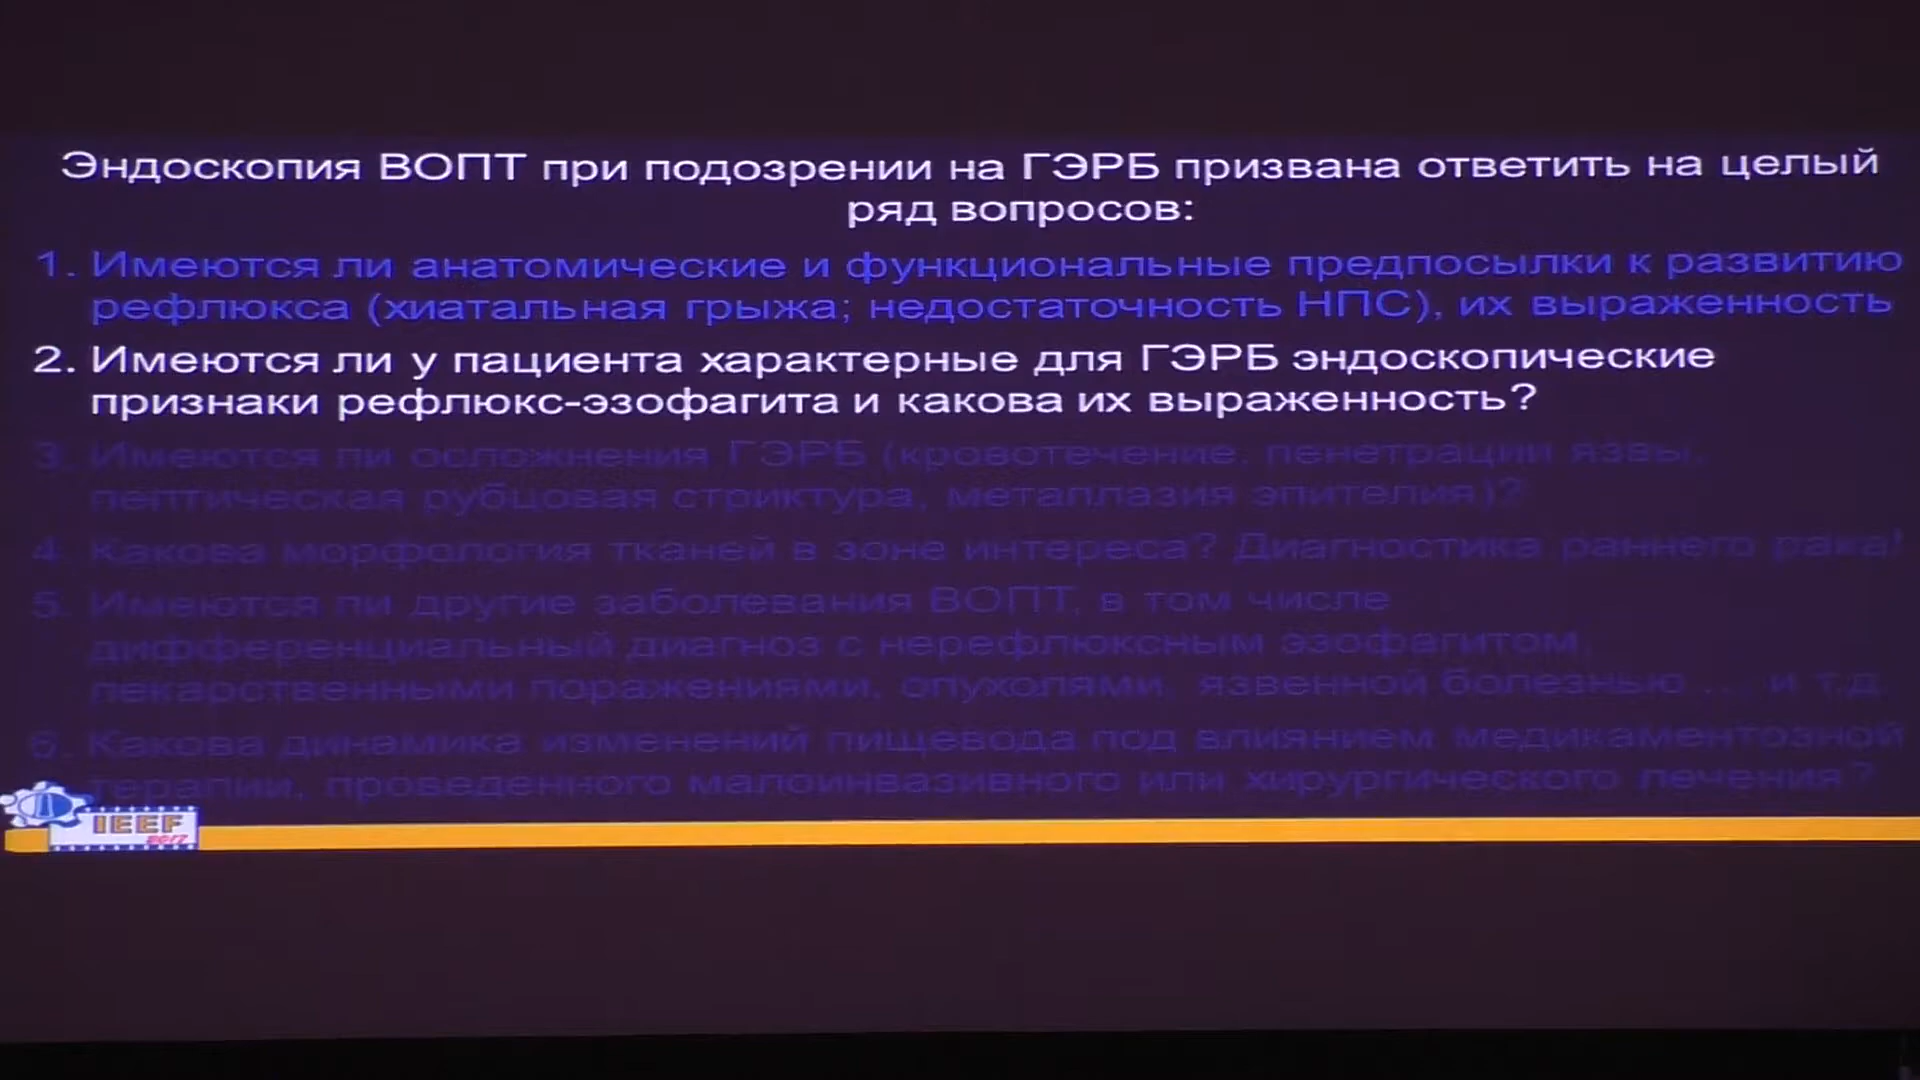 Эндоскопия ВОПТ при подозрении на ГЭРБ призвана ответить на целый
ряд вопросов:
1. Имеются ли анатомические и функциональные предпосылки к развитию
рефлюкса (хиатальная грыжа; недостаточность НПС), их выраженность
2. Имеются ли у пациента характерные для ГЭРБ эндоскопические
признаки рефлюкс-эзофагита и какова их выраженность?
3. Имеются ли осложнения ГЭРБ (кровотечение, пенетрации язвы,
пептическая рубцовая стриктура, метаплазия эпителия)?
4. Какова морфология тканей в зоне интереса? Диагностика раннего рака!
5. Имеются ли другие заболевания ВОПТ, в том числе
дифференциальный диагноз с нерефлюксным эзофагитом,
лекарственными поражениями, опухолями, язвенной болезнью ... и т.д.
6. Какова динамика изменений пищевода под влиянием медикаментозной
терапии, проведенного малоинвазивного или хирургического лечения?
IEEF
2017